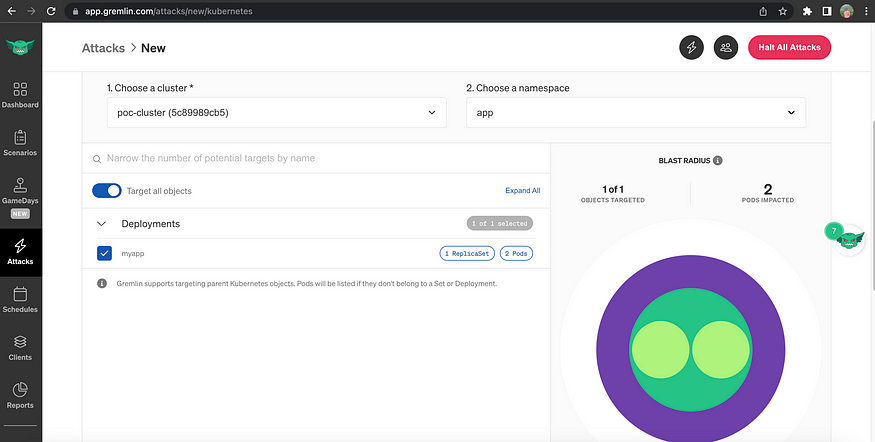 app.gremlin.com/attacks/new/kubernetes
Attacks > New
Halt All Attacks
Dashboard
Scenarios
GameDays
NEW
Attacks
Schedules
Clients
Reports
1. Choose a cluster *
2. Choose a namespace
poc-cluster (5c89989cb5)
app
Narrow the number of potential targets by name
Target all objects
Expand All
Deployments
1 of 1 selected
myapp
1 ReplicaSet
2 Pods
Gremlin supports targeting parent Kubernetes objects. Pods will be listed if they don't belong to a Set or Deployment.
BLAST RADIUS
1 of 1
OBJECTS TARGETED
2
PODS IMPACTED
7